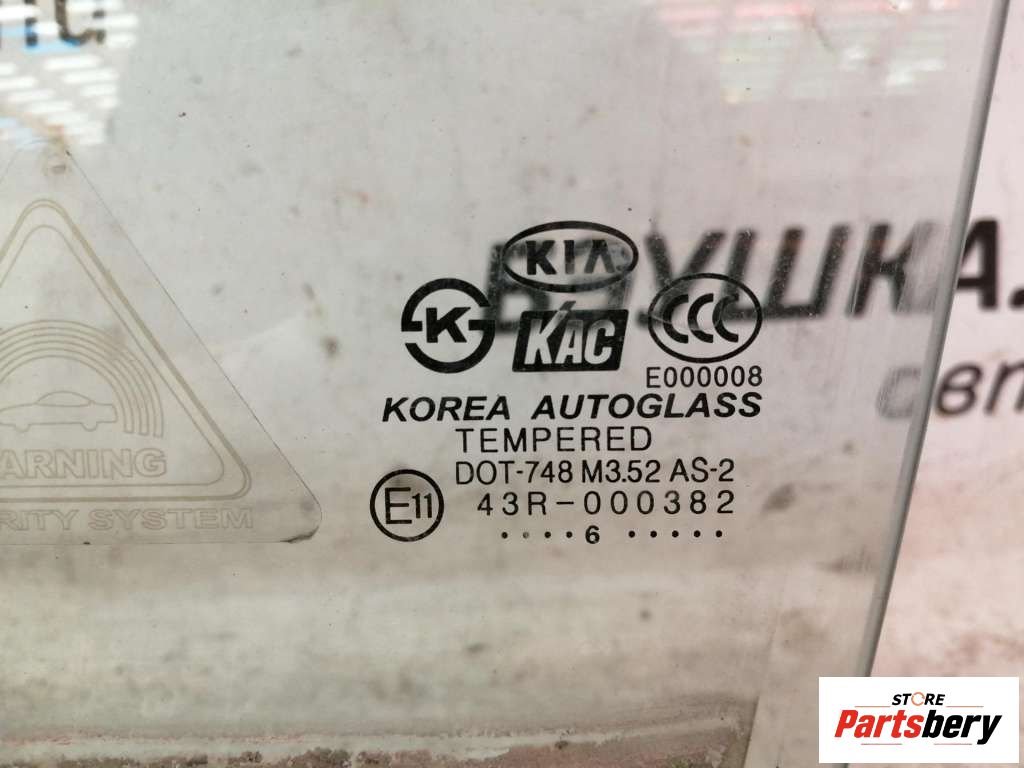 KIA
K
KAC
CCC
E000008
KOREA AUTOGLASS
TEMPERED
DOT-748 M3.52 AS-2
E11
43R-000382
....6.....
ARNING
RITY SYSTEM
УШКА.
STORE
Partsbery